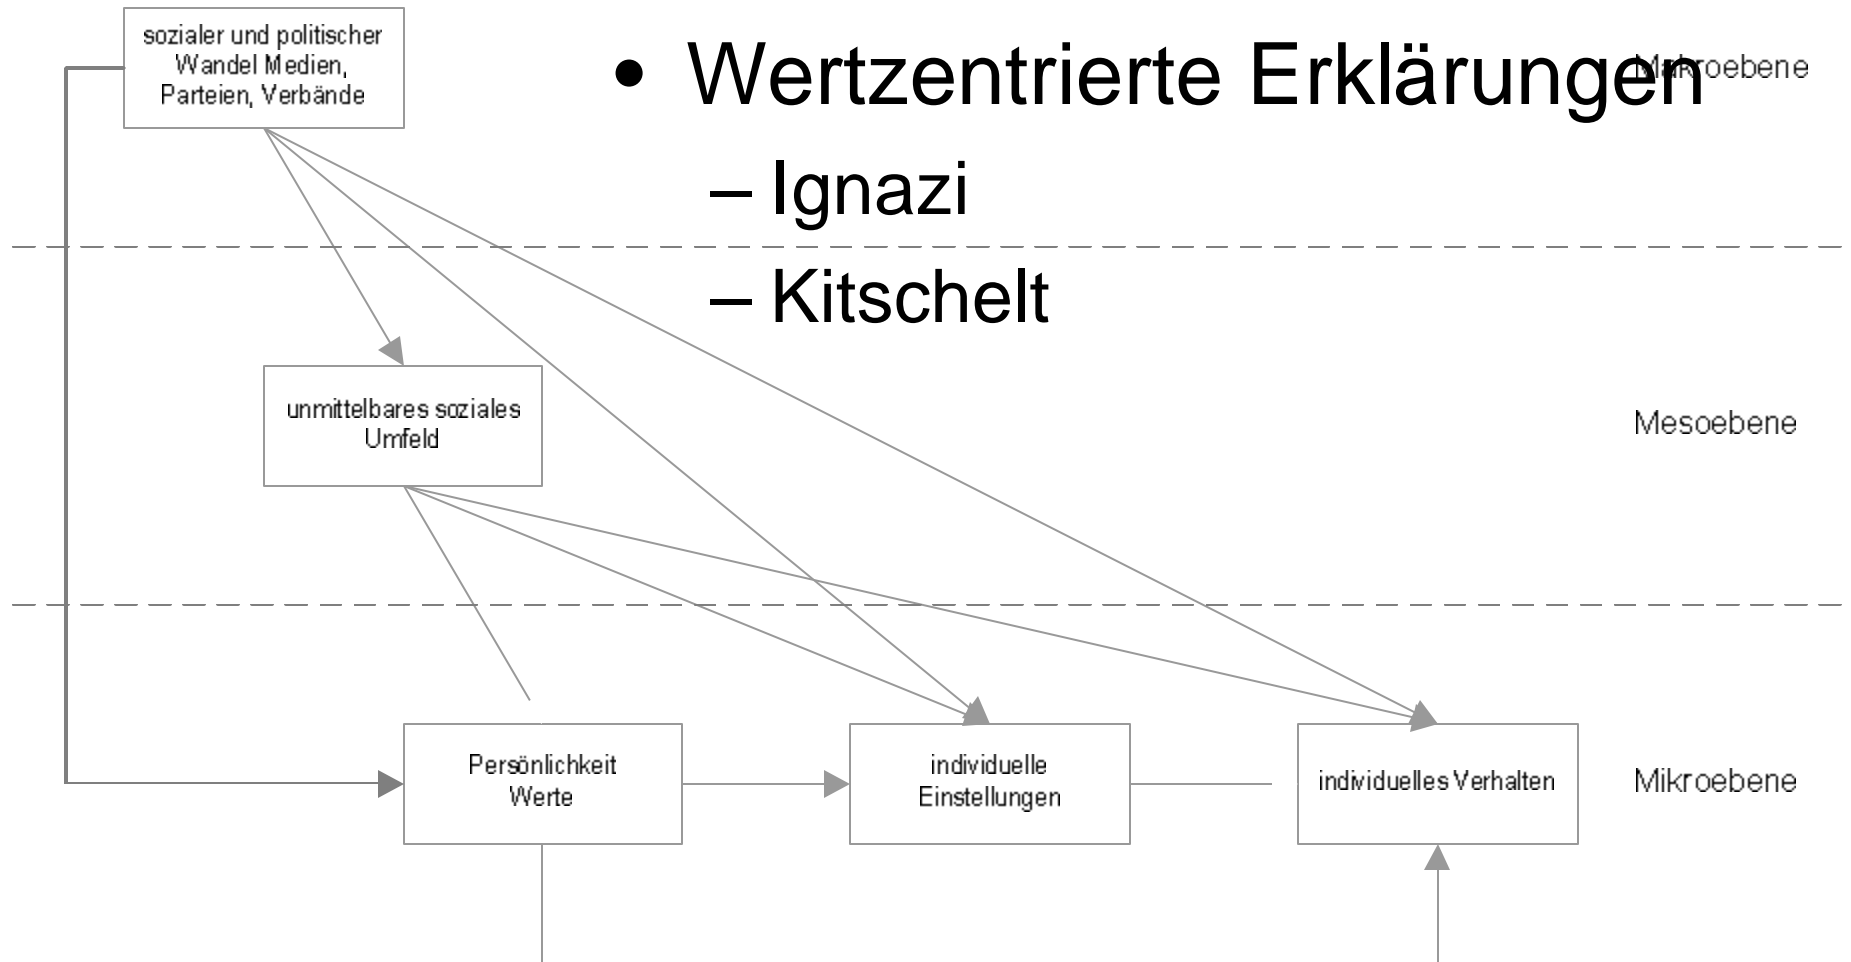 sozialer und politischer
Wandel Medien,
Parteien, Verbände
• Wertzentrierte Erklärungen
Makroebene
– Ignazi
– Kitschelt
unmittelbares soziales
Umfeld
Mesoebene
Persönlichkeit
Werte
individuelle
Einstellungen
individuelles Verhalten
Mikroebene